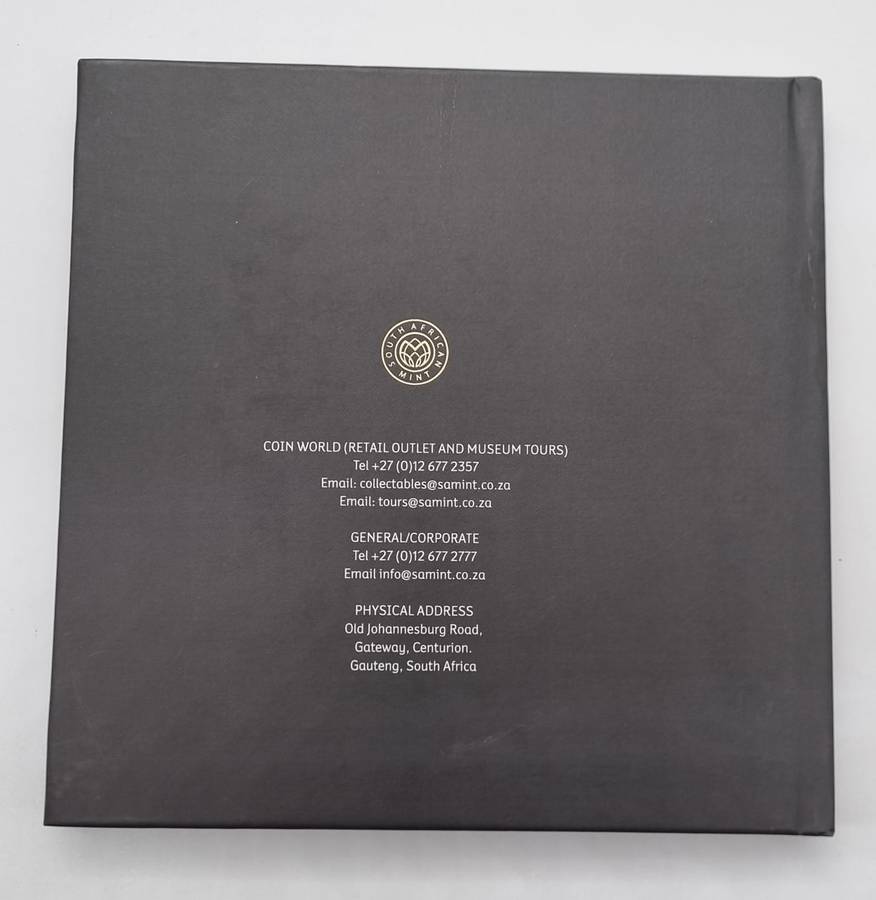 SOUTH AFRICAN MINT
COIN WORLD (RETAIL OUTLET AND MUSEUM TOURS)
Tel +27 (0)12 677 2357
Email: collectables@samint.co.za
Email: tours@samint.co.za
GENERAL/CORPORATE
Tel +27 (0)12 677 2777
Email info@samint.co.za
PHYSICAL ADDRESS
Old Johannesburg Road,
Gateway, Centurion.
Gauteng, South Africa